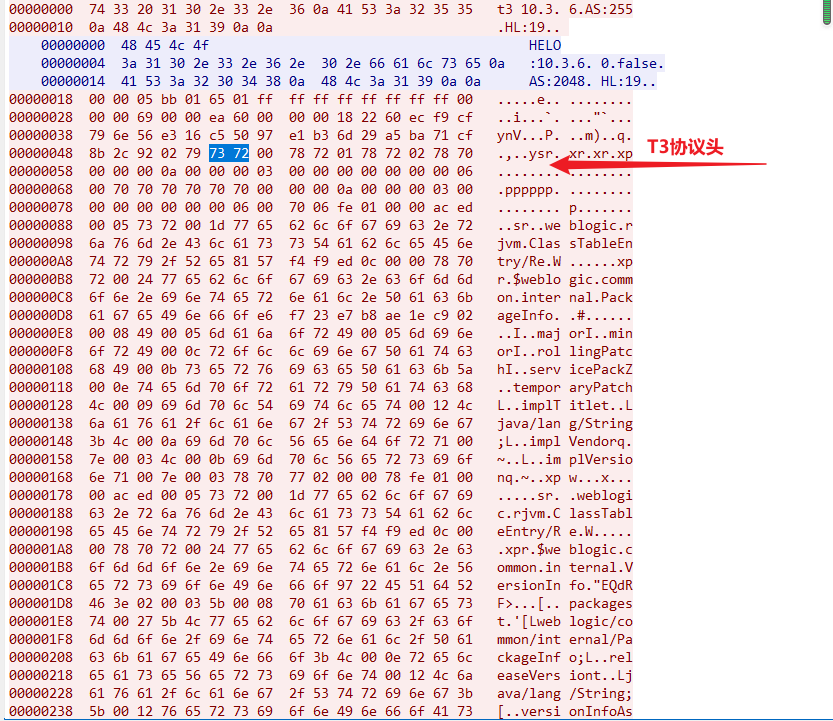 00000000 74 33 20 31 30 2e 33 2e 36 0a 41 53 3a 32 35 35 t3 10.3. 6.AS:255
00000010 0a 48 4c 3a 31 39 0a 0a .HL:19..
00000000 48 45 4c 4f HELO
00000004 3a 31 30 2e 33 2e 36 2e 30 2e 66 61 6c 73 65 0a :10.3.6. 0.false.
00000014 41 53 3a 32 30 34 38 0a 48 4c 3a 31 39 0a 0a AS:2048. HL:19..
00000018 00 00 05 bb 01 65 01 ff ff ff ff ff ff ff ff 00 .....e.. ........
00000028 00 00 69 00 00 ea 60 00 00 00 18 22 60 ec f9 cf ..i...`. ..."`...
00000038 79 6e 56 e3 16 c5 50 97 e1 b3 6d 29 a5 ba 71 cf ynV...P. ..m)..q.
00000048 8b 2c 92 02 79 73 72 00 78 72 01 78 72 02 78 70 .,..ysr. xr.xr.xp
T3协议头
00000058 00 00 00 0a 00 00 00 03 00 00 00 00 00 00 00 06 ........ ........
00000068 00 70 70 70 70 70 70 00 00 00 0a 00 00 00 03 00 .pppppp. ........
00000078 00 00 00 00 00 00 06 00 70 06 fe 01 00 00 ac ed ........ p.......
00000088 00 05 73 72 00 1d 77 65 62 6c 6f 67 69 63 2e 72 ..sr..we blogic.r
00000098 6a 76 6d 2e 43 6c 61 73 73 54 61 62 6c 65 45 6e jvm.Clas sTableEn
000000A8 74 72 79 2f 52 65 81 57 f4 f9 ed 0c 00 00 78 70 try/Re.W ......xp
000000B8 72 00 24 77 65 62 6c 6f 67 69 63 2e 63 6f 6d 6d r.$weblo gic.comm
000000C8 6f 6e 2e 69 6e 74 65 72 6e 61 6c 2e 50 61 63 6b on.inter nal.Pack
000000D8 61 67 65 49 6e 66 6f e6 f7 23 e7 b8 ae 1e c9 02 ageInfo. .#......
000000E8 00 08 49 00 05 6d 61 6a 6f 72 49 00 05 6d 69 6e ..I..maj orI..min
000000F8 6f 72 49 00 0c 72 6f 6c 6c 69 6e 67 50 61 74 63 orI..rol lingPatc
00000108 68 49 00 0b 73 65 72 76 69 63 65 50 61 63 6b 5a hI..serv icePackZ
00000118 00 0e 74 65 6d 70 6f 72 61 72 79 50 61 74 63 68 ..tempor aryPatch
00000128 4c 00 09 69 6d 70 6c 54 69 74 6c 65 74 00 12 4c L..implT itlet..L
00000138 6a 61 76 61 2f 6c 61 6e 67 2f 53 74 72 69 6e 67 java/lan g/String
00000148 3b 4c 00 0a 69 6d 70 6c 56 65 6e 64 6f 72 71 00 ;L..impl Vendorq.
00000158 7e 00 03 4c 00 0b 69 6d 70 6c 56 65 72 73 69 6f ~..L..im plVersio
00000168 6e 71 00 7e 00 03 78 70 77 02 00 00 78 fe 01 00 nq.~..xp w...x...
00000178 00 ac ed 00 05 73 72 00 1d 77 65 62 6c 6f 67 69 .....sr. .weblogi
00000188 63 2e 72 6a 76 6d 2e 43 6c 61 73 73 54 61 62 6c c.rjvm.C lassTabl
00000198 65 45 6e 74 72 79 2f 52 65 81 57 f4 f9 ed 0c 00 eEntry/R e.W.....
000001A8 00 78 70 72 00 24 77 65 62 6c 6f 67 69 63 2e 63 .xpr.$we blogic.c
000001B8 6f 6d 6d 6f 6e 2e 69 6e 74 65 72 6e 61 6c 2e 56 ommon.in ternal.V
000001C8 65 72 73 69 6f 6e 49 6e 66 6f 97 22 45 51 64 52 ersionIn fo."EQdR
000001D8 46 3e 02 00 03 5b 00 08 70 61 63 6b 61 67 65 73 F>...[.. packages
000001E8 74 00 27 5b 4c 77 65 62 6c 6f 67 69 63 2f 63 6f t.'[Lweb logic/co
000001F8 6d 6d 6f 6e 2f 69 6e 74 65 72 6e 61 6c 2f 50 61 mmon/int ernal/Pa
00000208 63 6b 61 67 65 49 6e 66 6f 3b 4c 00 0e 72 65 6c ckageInf o;L..rel
00000218 65 61 73 65 56 65 72 73 69 6f 6e 74 00 12 4c 6a easeVers iont..Lj
00000228 61 76 61 2f 6c 61 6e 67 2f 53 74 72 69 6e 67 3b ava/lang /String;
00000238 5b 00 12 76 65 72 73 69 6f 6e 49 6e 66 6f 41 73 [..versi onInfoAs